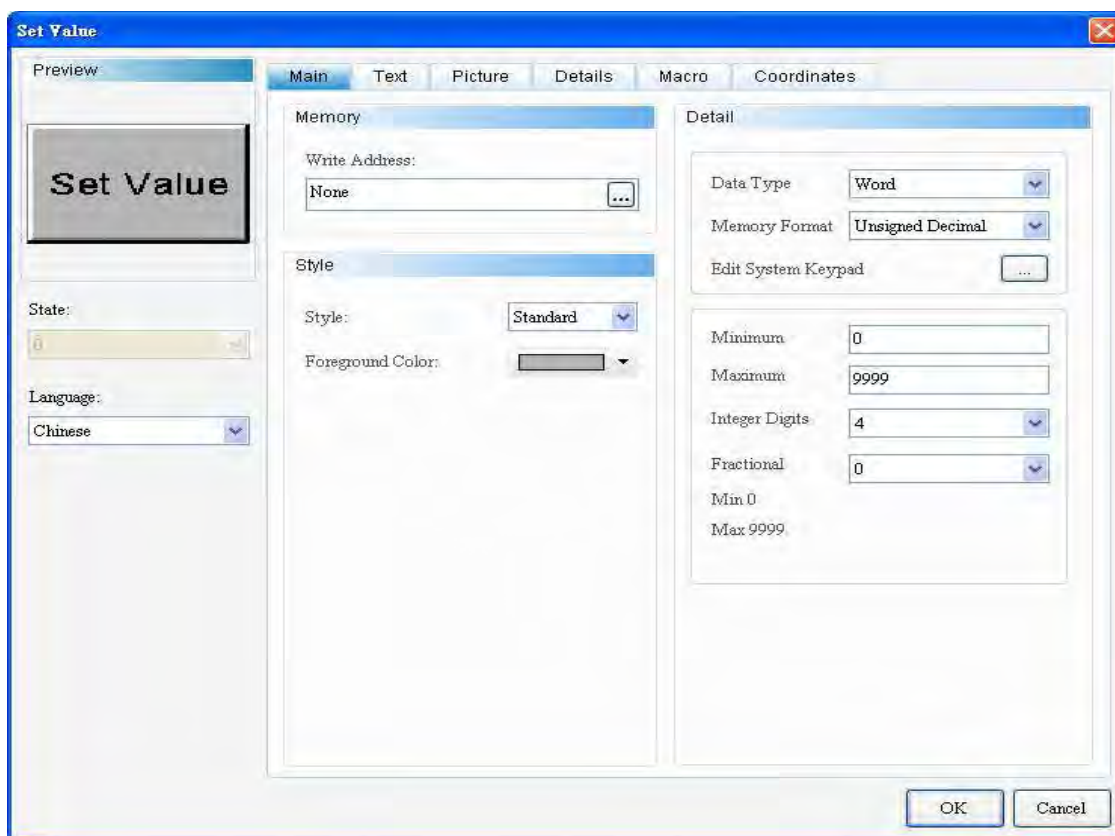 Set Value
Preview
Set Value
State:
0
Language:
Chinese
Main Text Picture Details Macro Coordinates
Memory
Write Address:
None ...
Style
Style: Standard
Foreground Color:
Detail
Data Type Word
Memory Format Unsigned Decimal
Edit System Keypad ...
Minimum 0
Maximum 9999
Integer Digits 4
Fractional 0
Min 0
Max 9999
OK Cancel